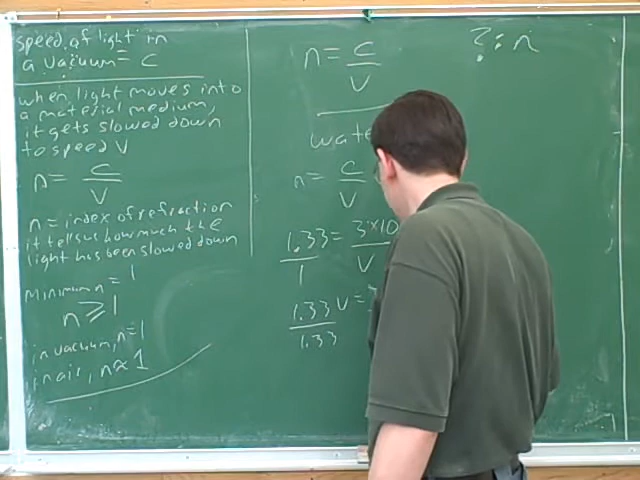 speed of light in
a vacuum = c
when light moves into
a material medium,
it gets slowed down
to speed V
n = c
V
n = index of refraction
it tells us how much the
light has been slowed down
minimum n = 1
n ≥ 1
in vacuum, n = 1
in air, n ≈ 1
n = c
V
n = c
V
1.33 = 3×10
1 V
1.33 V =
1.33
? : n